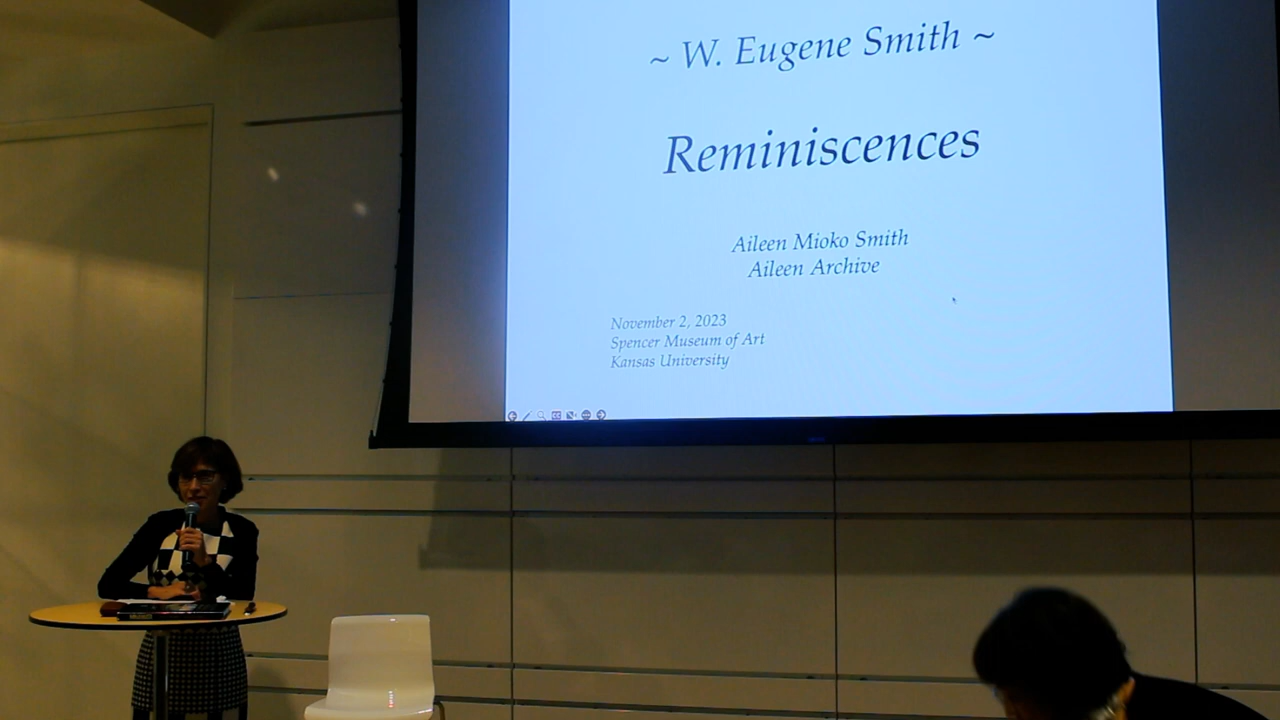 ~ W. Eugene Smith ~
Reminiscences
Aileen Mioko Smith
Aileen Archive
November 2, 2023
Spencer Museum of Art
Kansas University